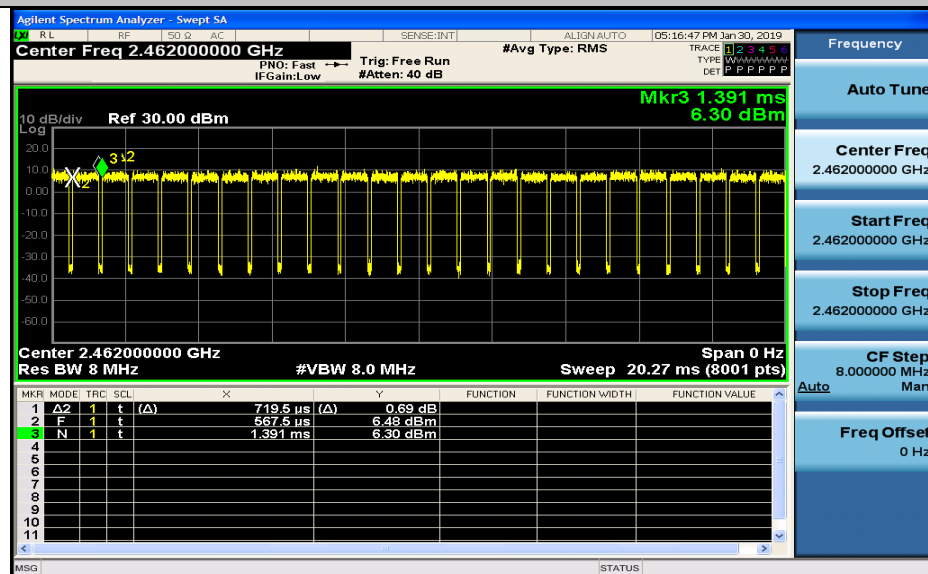 Agilent Spectrum Analyzer - Swept SA
LXI RL RF 50 Ω AC SENSE:INT ALIGN AUTO 05:16:47 PM Jan 30, 2019
Center Freq 2.462000000 GHz #Avg Type: RMS TRACE 1 2 3 4 5 6
PNO: Fast Trig: Free Run TYPE WWWWWW
IFGain:Low #Atten: 40 dB DET P P P P P P
Mkr3 1.391 ms
10 dB/div Ref 30.00 dBm 6.30 dBm
Log
20.0
10.0
0.00
-10.0
-20.0
-30.0
-40.0
-50.0
-60.0
3
2
X2
Center 2.462000000 GHz Span 0 Hz
Res BW 8 MHz #VBW 8.0 MHz Sweep 20.27 ms (8001 pts)
MKR MODE TRC SCL X Y FUNCTION FUNCTION WIDTH FUNCTION VALUE
1 Δ2 1 t (Δ) 719.5 µs (Δ) 0.69 dB
2 F 1 t 567.5 µs 6.48 dBm
3 N 1 t 1.391 ms 6.30 dBm
4
5
6
7
8
9
10
11
MSG STATUS
Frequency
Auto Tune
Center Freq
2.462000000 GHz
Start Freq
2.462000000 GHz
Stop Freq
2.462000000 GHz
CF Step
8.000000 MHz
Auto Man
Freq Offset
0 Hz